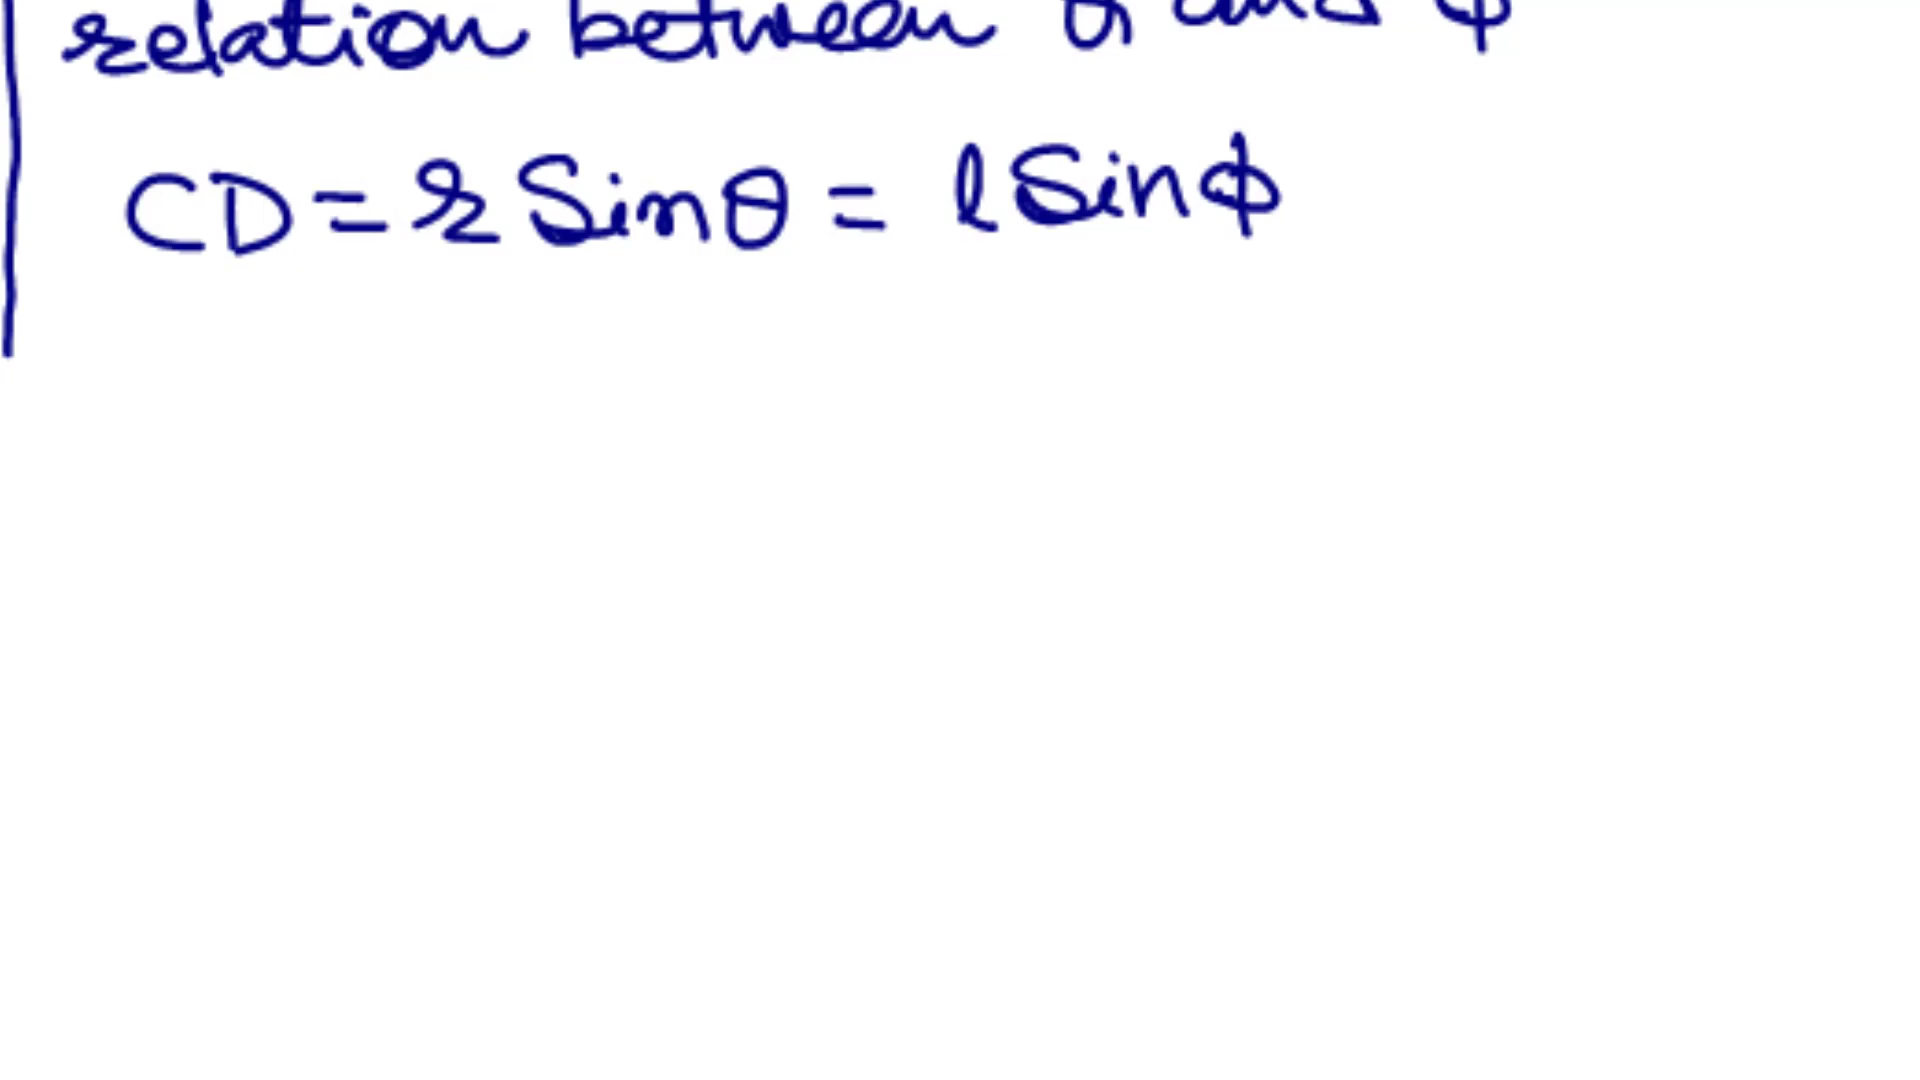 relation between θ and φ
CD = r Sinθ = l Sinφ